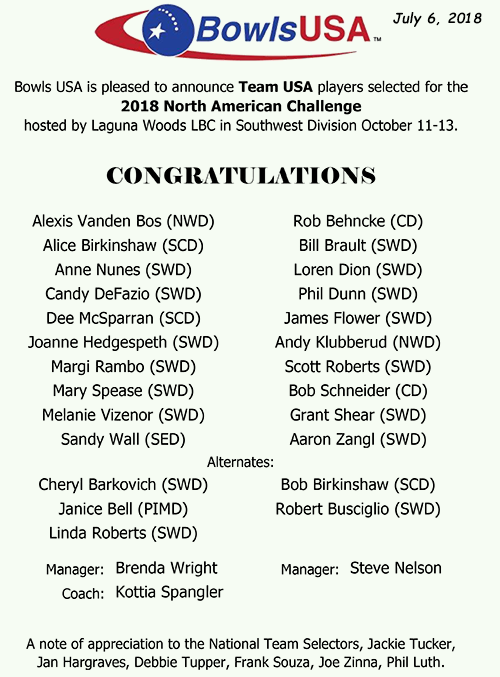 BowlsUSA™
July 6, 2018
Bowls USA is pleased to announce Team USA players selected for the
2018 North American Challenge
hosted by Laguna Woods LBC in Southwest Division October 11-13.
CONGRATULATIONS
Alexis Vanden Bos (NWD)
Alice Birkinshaw (SCD)
Anne Nunes (SWD)
Candy DeFazio (SWD)
Dee McSparran (SCD)
Joanne Hedgespeth (SWD)
Margi Rambo (SWD)
Mary Spease (SWD)
Melanie Vizenor (SWD)
Sandy Wall (SED)
Rob Behncke (CD)
Bill Brault (SWD)
Loren Dion (SWD)
Phil Dunn (SWD)
James Flower (SWD)
Andy Klubberud (NWD)
Scott Roberts (SWD)
Bob Schneider (CD)
Grant Shear (SWD)
Aaron Zangl (SWD)
Alternates:
Cheryl Barkovich (SWD)
Janice Bell (PIMD)
Linda Roberts (SWD)
Bob Birkinshaw (SCD)
Robert Busciglio (SWD)
Manager: Brenda Wright
Coach: Kottia Spangler
Manager: Steve Nelson
A note of appreciation to the National Team Selectors, Jackie Tucker,
Jan Hargraves, Debbie Tupper, Frank Souza, Joe Zinna, Phil Luth.